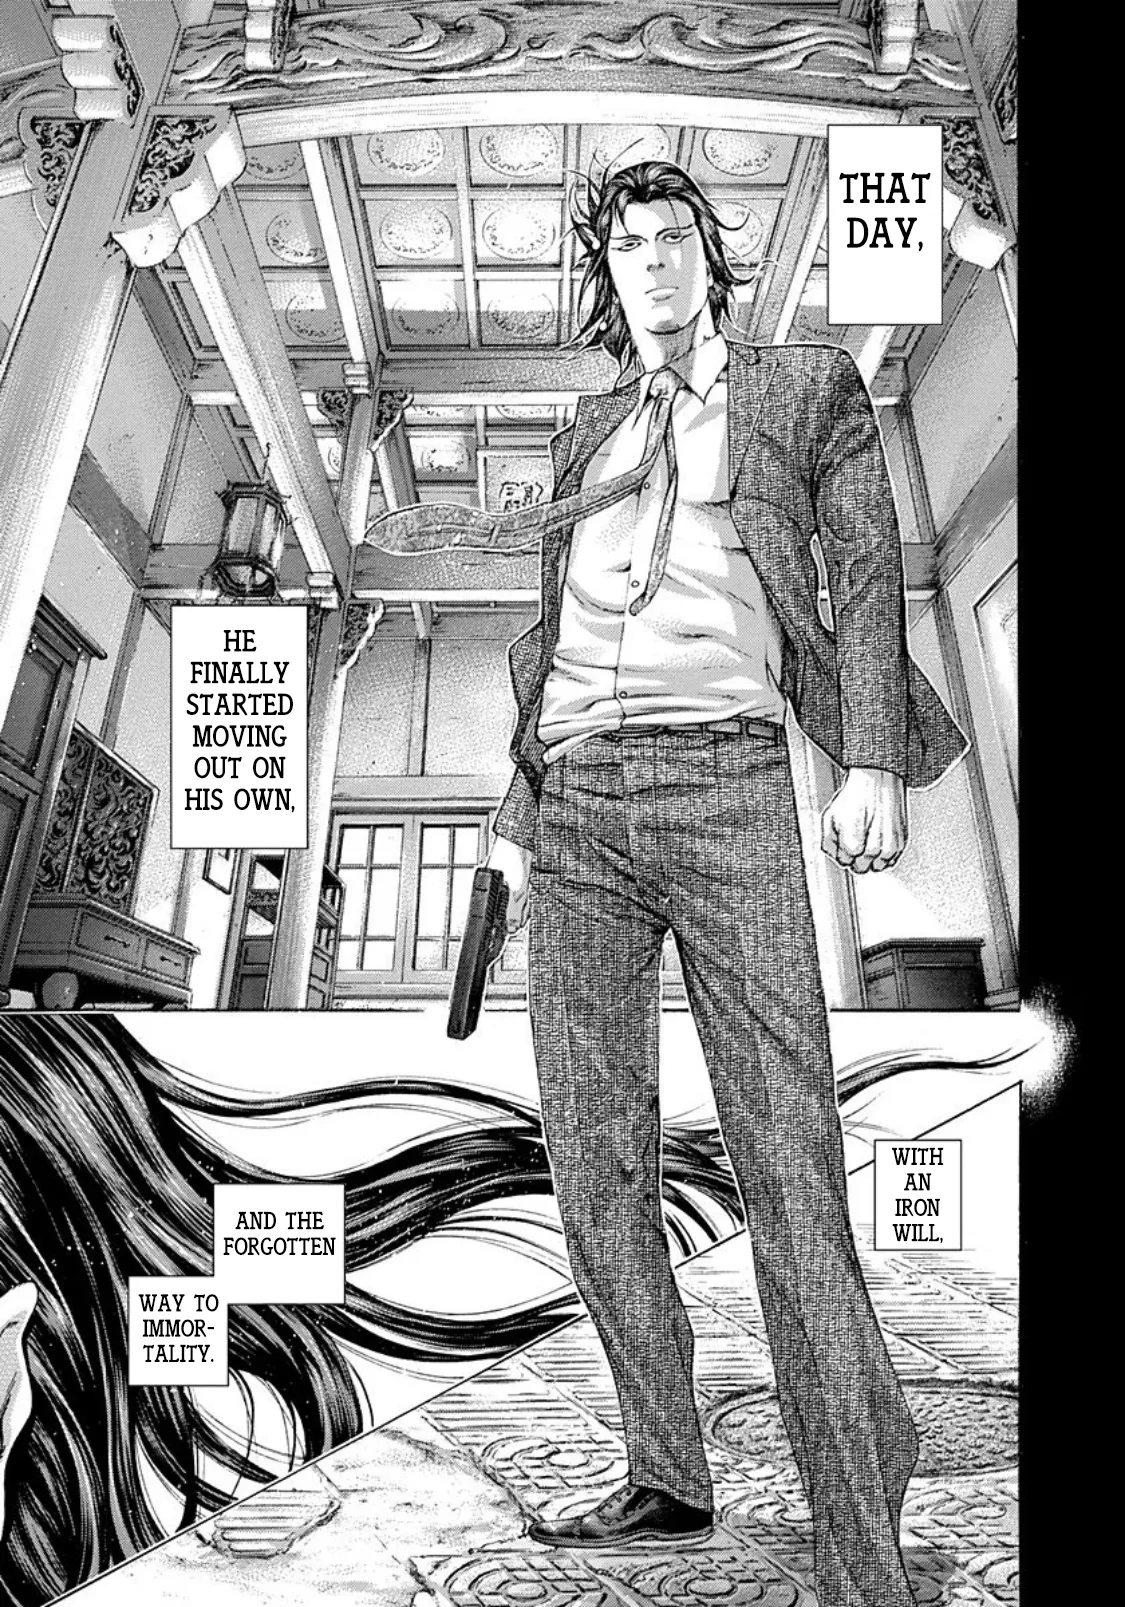 THAT
DAY,
HE
FINALLY
STARTED
MOVING
OUT ON
HIS OWN,
WITH
AN
IRON
WILL,
AND THE
FORGOTTEN
WAY TO
IMMOR-
TALITY.